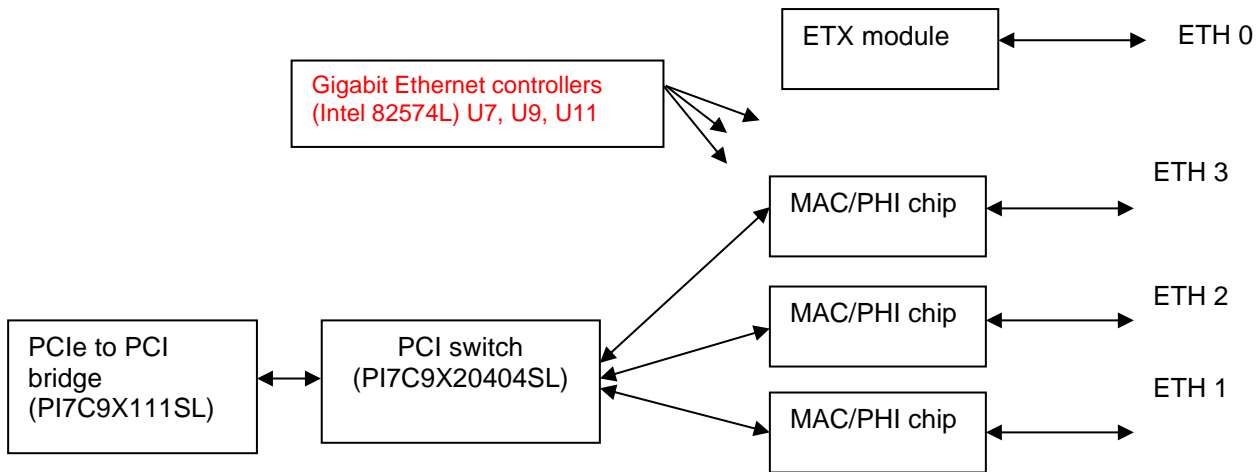 ETX module
ETH 0
Gigabit Ethernet controllers
(Intel 82574L) U7, U9, U11
ETH 3
MAC/PHI chip
ETH 2
MAC/PHI chip
PCIe to PCI
bridge
(PI7C9X111SL)
PCI switch
(PI7C9X20404SL)
ETH 1
MAC/PHI chip